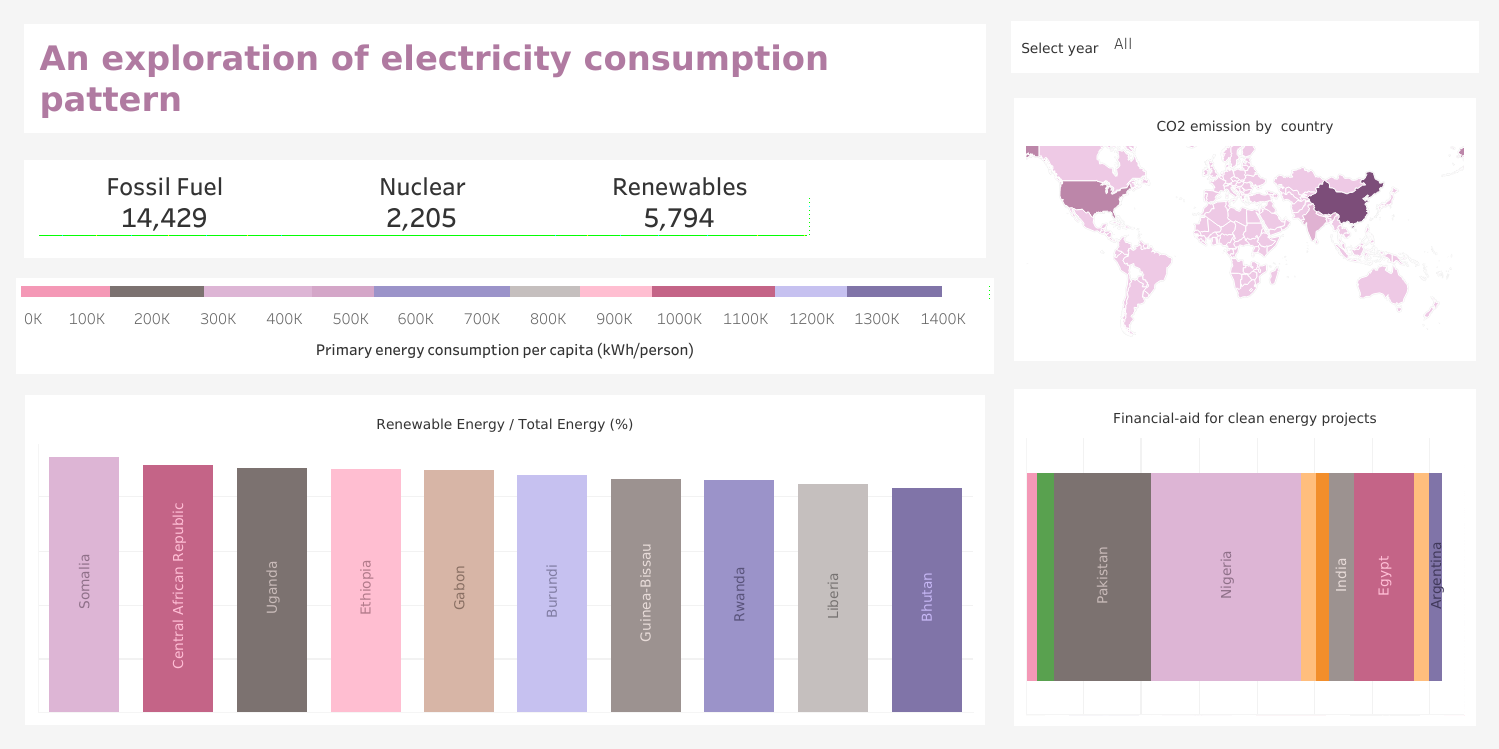 An exploration of electricity consumption
pattern
Select year All
Fossil Fuel
14,429
Nuclear
2,205
Renewables
5,794
0K 100K 200K 300K 400K 500K 600K 700K 800K 900K 1000K 1100K 1200K 1300K 1400K
Primary energy consumption per capita (kWh/person)
CO2 emission by  country
Renewable Energy / Total Energy (%)
Somalia
Central African Republic
Uganda
Ethiopia
Gabon
Burundi
Guinea-Bissau
Rwanda
Liberia
Bhutan
Financial-aid for clean energy projects
Pakistan
Nigeria
India
Egypt
Argentina